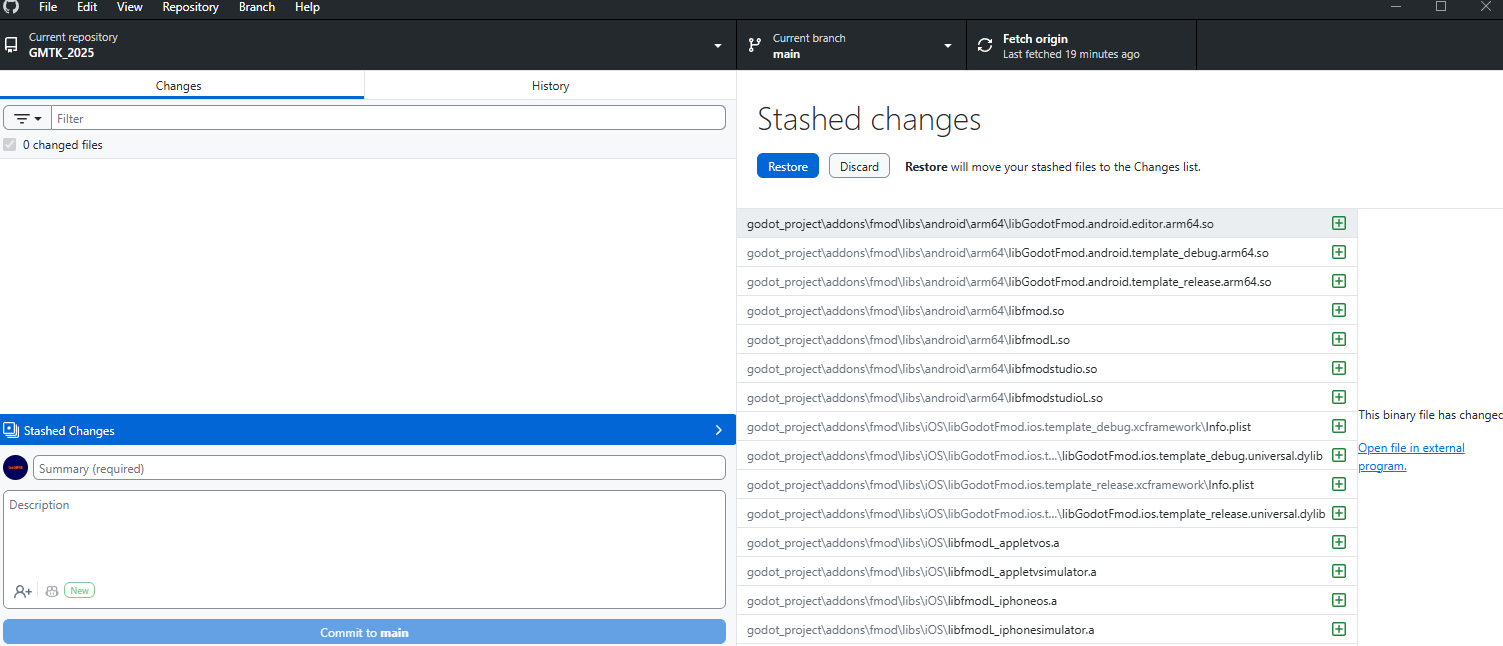 File Edit View Repository Branch Help
Current repository
GMTK_2025
Current branch
main
Fetch origin
Last fetched 19 minutes ago
Changes
History
Filter
0 changed files
Stashed Changes
Summary (required)
Description
New
Commit to main
Stashed changes
Restore
Discard
Restore will move your stashed files to the Changes list.
godot_project\addons\fmod\libs\android\arm64\libGodotFmod.android.editor.arm64.so
godot_project\addons\fmod\libs\android\arm64\libGodotFmod.android.template_debug.arm64.so
godot_project\addons\fmod\libs\android\arm64\libGodotFmod.android.template_release.arm64.so
godot_project\addons\fmod\libs\android\arm64\libfmod.so
godot_project\addons\fmod\libs\android\arm64\libfmodL.so
godot_project\addons\fmod\libs\android\arm64\libfmodstudio.so
godot_project\addons\fmod\libs\android\arm64\libfmodstudioL.so
godot_project\addons\fmod\libs\iOS\libGodotFmod.ios.template_debug.xcframework\Info.plist
godot_project\addons\fmod\libs\iOS\libGodotFmod.ios.t...\libGodotFmod.ios.template_debug.universal.dylib
godot_project\addons\fmod\libs\iOS\libGodotFmod.ios.template_release.xcframework\Info.plist
godot_project\addons\fmod\libs\iOS\libGodotFmod.ios.t...\libGodotFmod.ios.template_release.universal.dylib
godot_project\addons\fmod\libs\iOS\libfmodL_appletvos.a
godot_project\addons\fmod\libs\iOS\libfmodL_appletvsimulator.a
godot_project\addons\fmod\libs\iOS\libfmodL_iphoneos.a
godot_project\addons\fmod\libs\iOS\libfmodL_iphonesimulator.a
This binary file has changed
Open file in external
program.